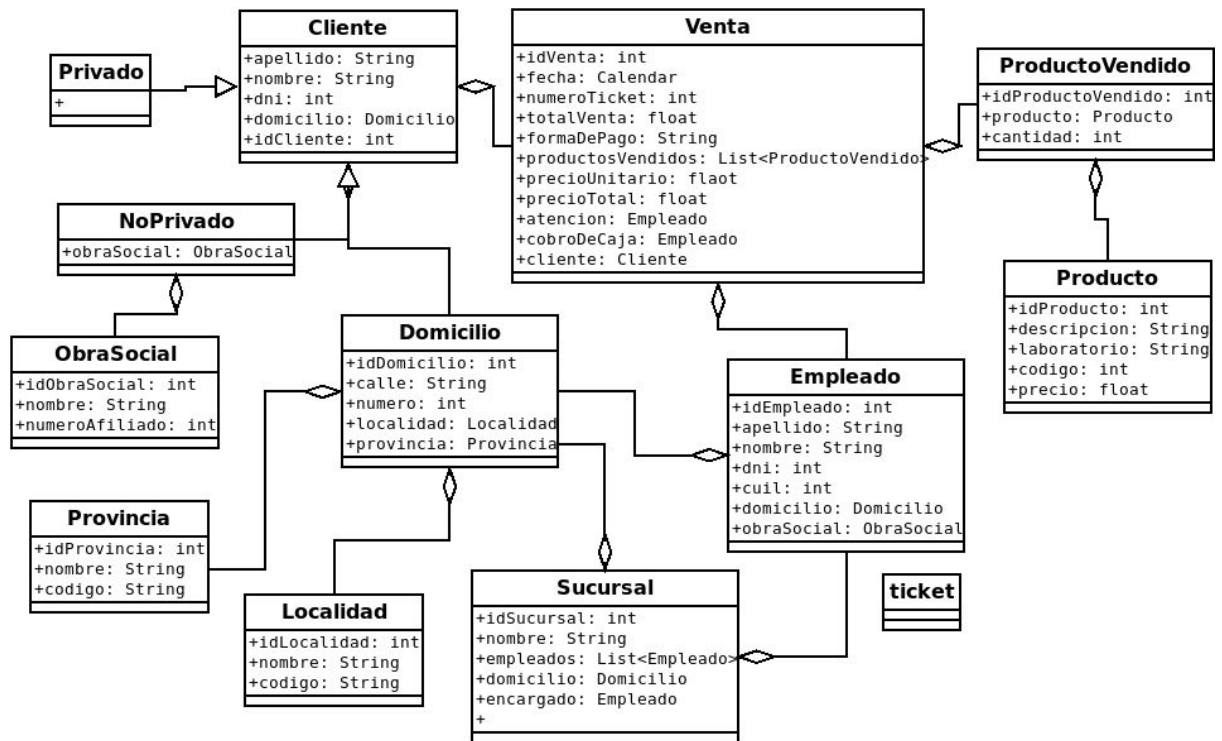 Cliente
+apellido: String
+nombre: String
+dni: int
+domicilio: Domicilio
+idCliente: int
Venta
+idVenta: int
+fecha: Calendar
+numeroTicket: int
+totalVenta: float
+formaDePago: String
+productosVendidos: List<ProductoVendido>
+precioUnitario: flaot
+precioTotal: float
+atencion: Empleado
+cobroDeCaja: Empleado
+cliente: Cliente
Privado
+
ProductoVendido
+idProductoVendido: int
+producto: Producto
+cantidad: int
NoPrivado
+obraSocial: ObraSocial
Producto
+idProducto: int
+descripcion: String
+laboratorio: String
+codigo: int
+precio: float
ObraSocial
+idObraSocial: int
+nombre: String
+numeroAfiliado: int
Domicilio
+idDomicilio: int
+calle: String
+numero: int
+localidad: Localidad
+provincia: Provincia
Empleado
+idEmpleado: int
+apellido: String
+nombre: String
+dni: int
+cuil: int
+domicilio: Domicilio
+obraSocial: ObraSocial
Provincia
+idProvincia: int
+nombre: String
+codigo: String
Localidad
+idLocalidad: int
+nombre: String
+codigo: String
Sucursal
+idSucursal: int
+nombre: String
+empleados: List<Empleado>
+domicilio: Domicilio
+encargado: Empleado
+
ticket